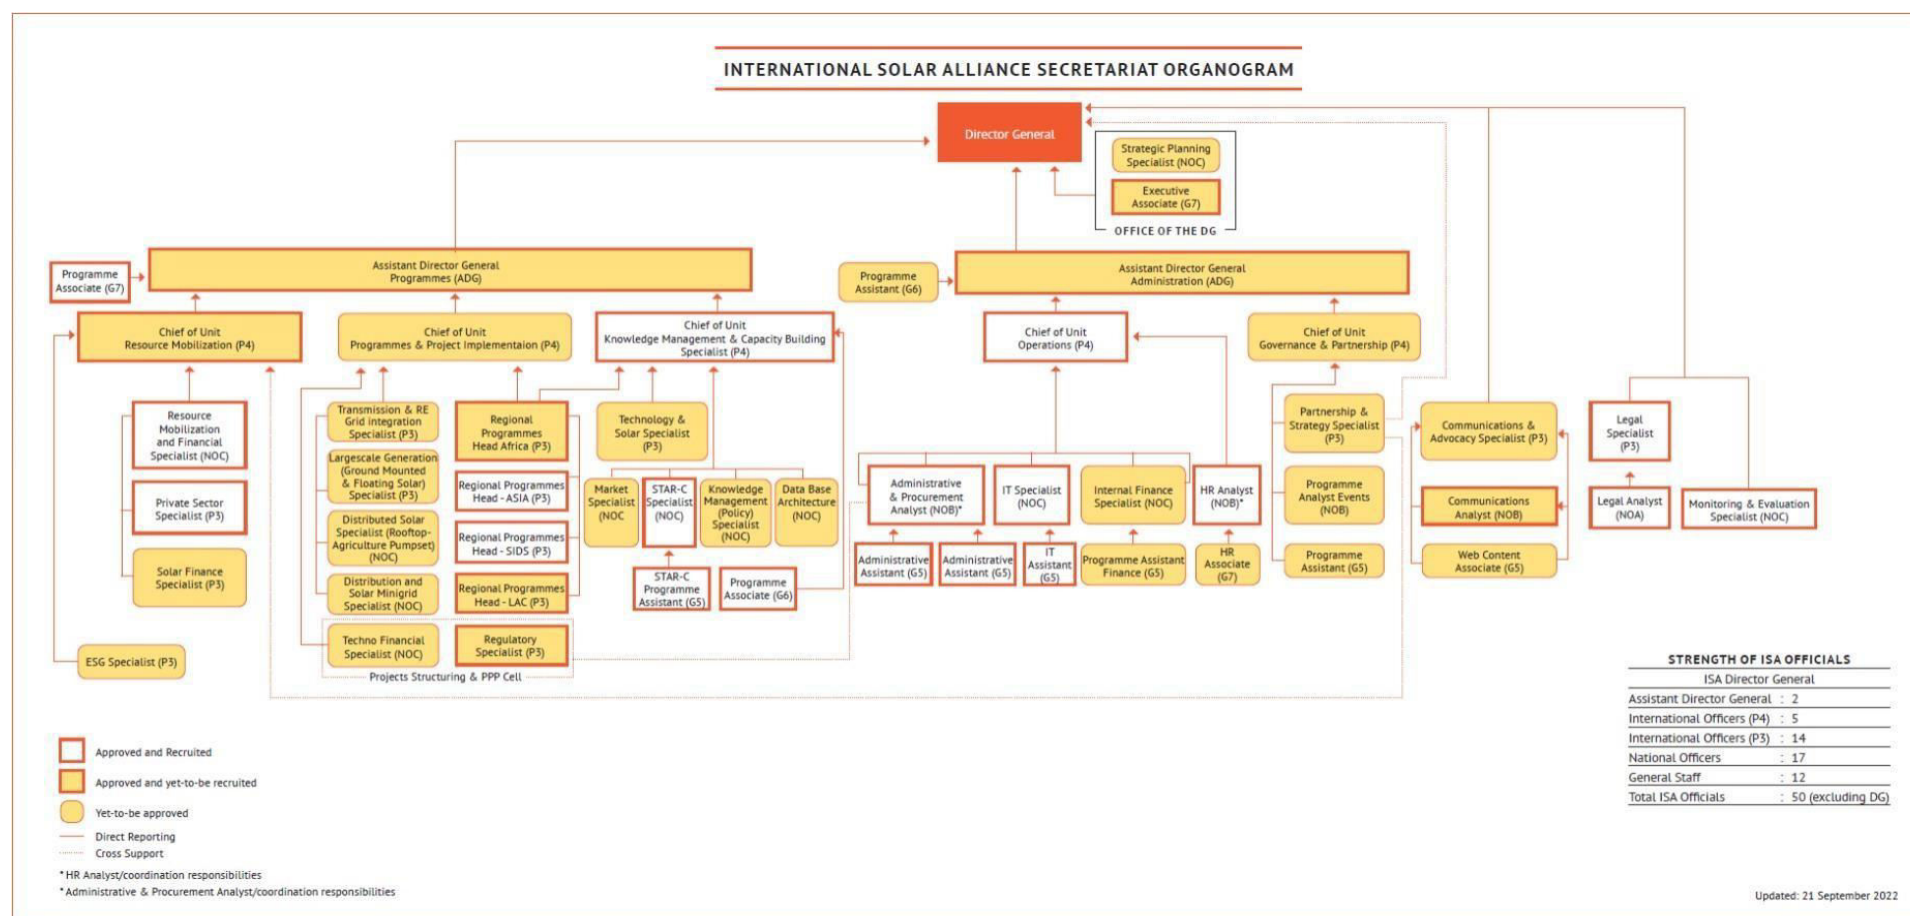 INTERNATIONAL SOLAR ALLIANCE SECRETARIAT ORGANOGRAM
Director General
Strategic Planning
Specialist (NOC)
Executive
Associate (G7)
OFFICE OF THE DG
Programme
Associate (G7)
Assistant Director General
Programmes (ADG)
Programme
Assistant (G6)
Assistant Director General
Administration (ADG)
Chief of Unit
Resource Mobilization (P4)
Chief of Unit
Programmes & Project Implementaion (P4)
Chief of Unit
Knowledge Management & Capacity Building
Specialist (P4)
Chief of Unit
Operations (P4)
Chief of Unit
Governance & Partnership (P4)
Resource
Mobilization
and Financial
Specialist (NOC)
Private Sector
Specialist (P3)
Solar Finance
Specialist (P3)
ESG Specialist (P3)
Transmission & RE
Grid integration
Specialist (P3)
Largescale Generation
(Ground Mounted
& Floating Solar)
Specialist (P3)
Distributed Solar
Specialist (Rooftop-
Agriculture Pumpset)
(NOC)
Distribution and
Solar Minigrid
Specialist (NOC)
Techno Financial
Specialist (NOC)
Regional
Programmes
Head Africa (P3)
Regional Programmes
Head - ASIA (P3)
Regional Programmes
Head - SIDS (P3)
Regional Programmes
Head - LAC (P3)
Regulatory
Specialist (P3)
Projects Structuring & PPP Cell
Technology &
Solar Specialist
(P3)
Market
Specialist
(NOC
STAR-C
Specialist
(NOC)
Knowledge
Management
(Policy)
Specialist
(NOC)
Data Base
Architecture
(NOC)
STAR-C
Programme
Assistant (G5)
Programme
Associate (G6)
Administrative
& Procurement
Analyst (NOB)*
IT Specialist
(NOC)
Internal Finance
Specialist (NOC)
HR Analyst
(NOB)*
Administrative
Assistant (G5)
Administrative
Assistant (G5)
IT
Assistant
(G5)
Programme Assistant
Finance (G5)
HR
Associate
(G7)
Partnership &
Strategy Specialist
(P3)
Programme
Analyst Events
(NOB)
Programme
Assistant (G5)
Communications &
Advocacy Specialist (P3)
Communications
Analyst (NOB)
Web Content
Associate (G5)
Legal
Specialist
(P3)
Legal Analyst
(NOA)
Monitoring & Evaluation
Specialist (NOC)
STRENGTH OF ISA OFFICIALS
ISA Director General
Assistant Director General : 2
International Officers (P4) : 5
International Officers (P3) : 14
National Officers : 17
General Staff : 12
Total ISA Officials : 50 (excluding DG)
Approved and Recruited
Approved and yet-to-be recruited
Yet-to-be approved
Direct Reporting
Cross Support
* HR Analyst/coordination responsibilities
* Administrative & Procurement Analyst/coordination responsibilities
Updated: 21 September 2022